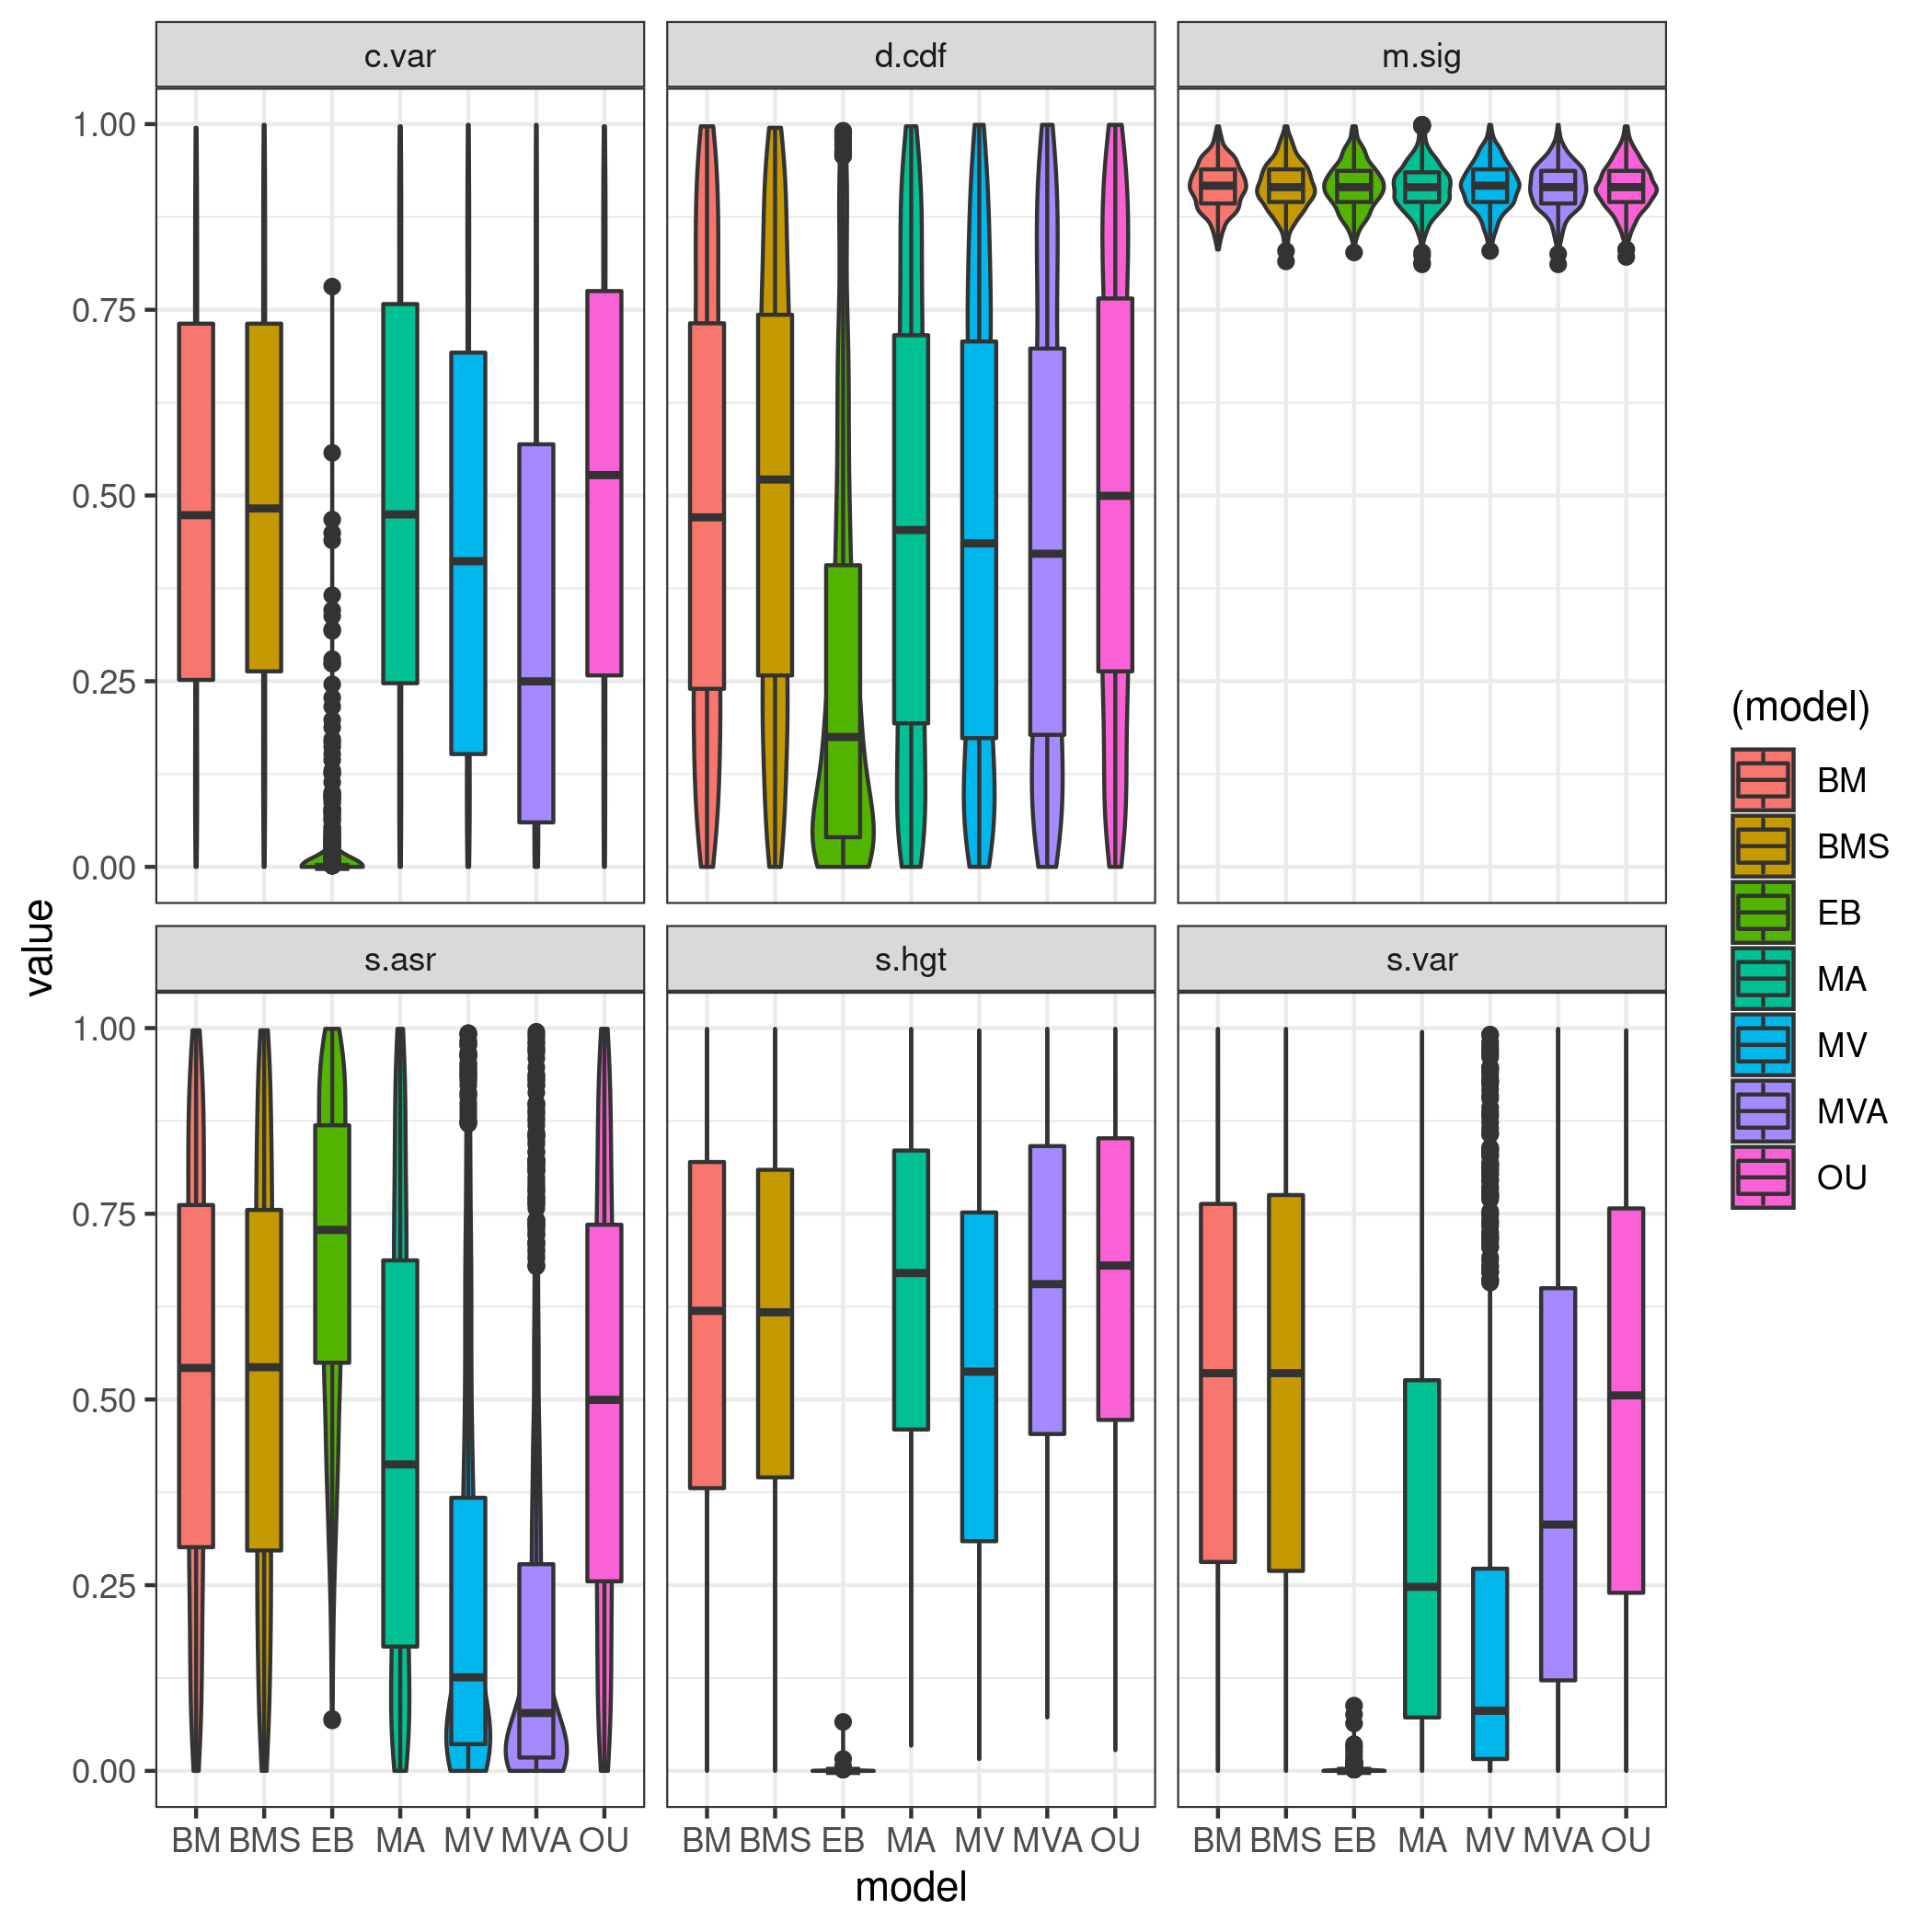 c.var d.cdf m.sig
1.00
0.75
0.50
0.25
0.00
s.asr s.hgt s.var
1.00
0.75
0.50
0.25
0.00
BM BMS EB MA MV MVA OU BM BMS EB MA MV MVA OU BM BMS EB MA MV MVA OU
model
value
(model)
BM
BMS
EB
MA
MV
MVA
OU